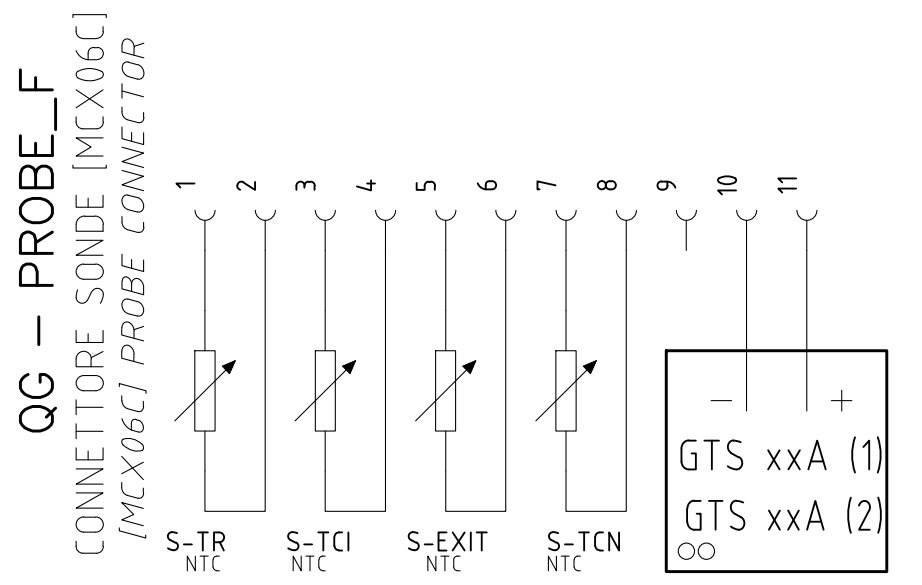 QG - PROBE_F
CONNETTORE SONDE [MCX06C]
[MCX06C] PROBE CONNECTOR
1 2 3 4 5 6 7 8 9 10 11
- +
GTS xxA (1)
GTS xxA (2)
S-TR S-TCI S-EXIT S-TCN
NTC NTC NTC NTC